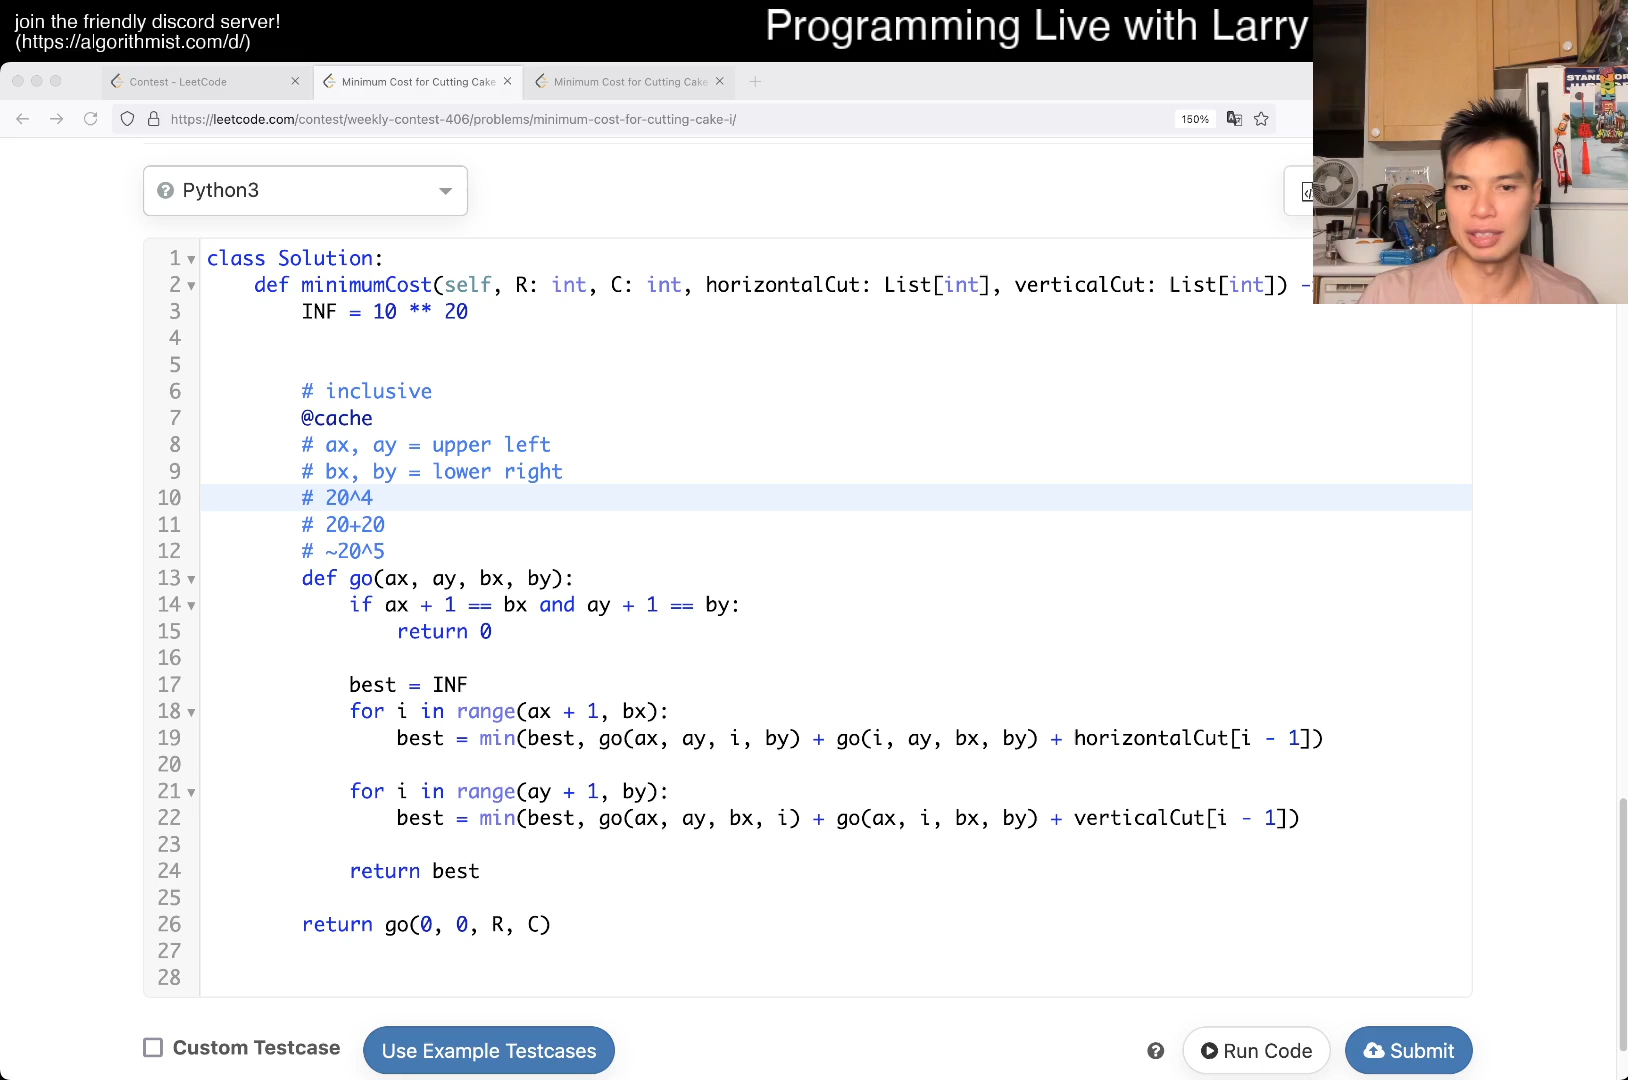 join the friendly discord server!
(https://algorithmist.com/d/)
Programming Live with Larry
Contest - LeetCode
Minimum Cost for Cutting Cake
Minimum Cost for Cutting Cake
https://leetcode.com/contest/weekly-contest-406/problems/minimum-cost-for-cutting-cake-i/
150%
Python3
1 class Solution:
2 def minimumCost(self, R: int, C: int, horizontalCut: List[int], verticalCut: List[int]) -
3 INF = 10 ** 20
4
5
6 # inclusive
7 @cache
8 # ax, ay = upper left
9 # bx, by = lower right
10 # 20^4
11 # 20+20
12 # ~20^5
13 def go(ax, ay, bx, by):
14 if ax + 1 == bx and ay + 1 == by:
15 return 0
16
17 best = INF
18 for i in range(ax + 1, bx):
19 best = min(best, go(ax, ay, i, by) + go(i, ay, bx, by) + horizontalCut[i - 1])
20
21 for i in range(ay + 1, by):
22 best = min(best, go(ax, ay, bx, i) + go(ax, i, bx, by) + verticalCut[i - 1])
23
24 return best
25
26 return go(0, 0, R, C)
27
28
Custom Testcase
Use Example Testcases
Run Code
Submit